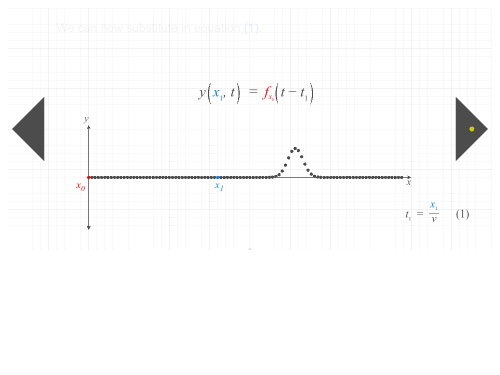 We can now substitute in equation (1).
y(x₁, t) = fₓ₀(t − t₁)
y
x₀ x₁ x
t₁ = x₁/v (1)